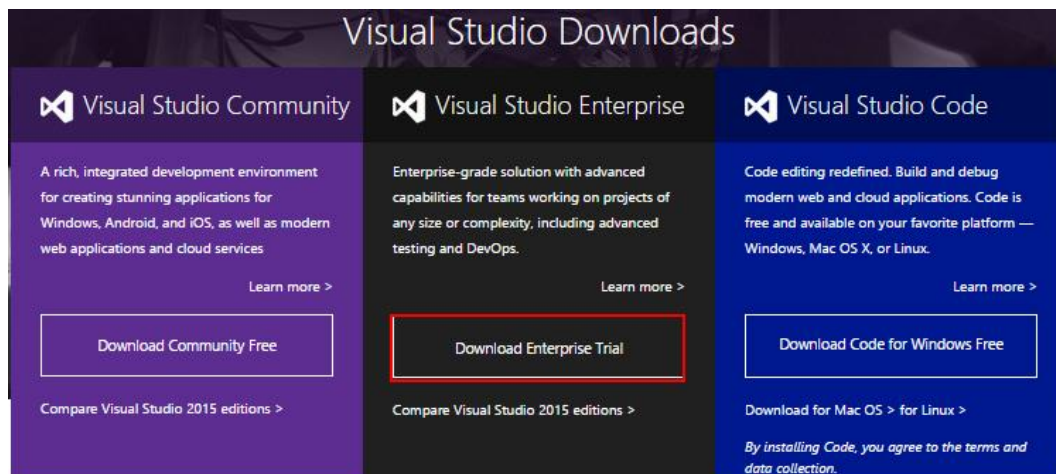 Visual Studio Downloads
Visual Studio Community
A rich, integrated development environment
for creating stunning applications for
Windows, Android, and iOS, as well as modern
web applications and cloud services
Learn more >
Download Community Free
Compare Visual Studio 2015 editions >
Visual Studio Enterprise
Enterprise-grade solution with advanced
capabilities for teams working on projects of
any size or complexity, including advanced
testing and DevOps.
Learn more >
Download Enterprise Trial
Compare Visual Studio 2015 editions >
Visual Studio Code
Code editing redefined. Build and debug
modern web and cloud applications. Code is
free and available on your favorite platform —
Windows, Mac OS X, or Linux.
Learn more >
Download Code for Windows Free
Download for Mac OS > for Linux >
By installing Code, you agree to the terms and
data collection.